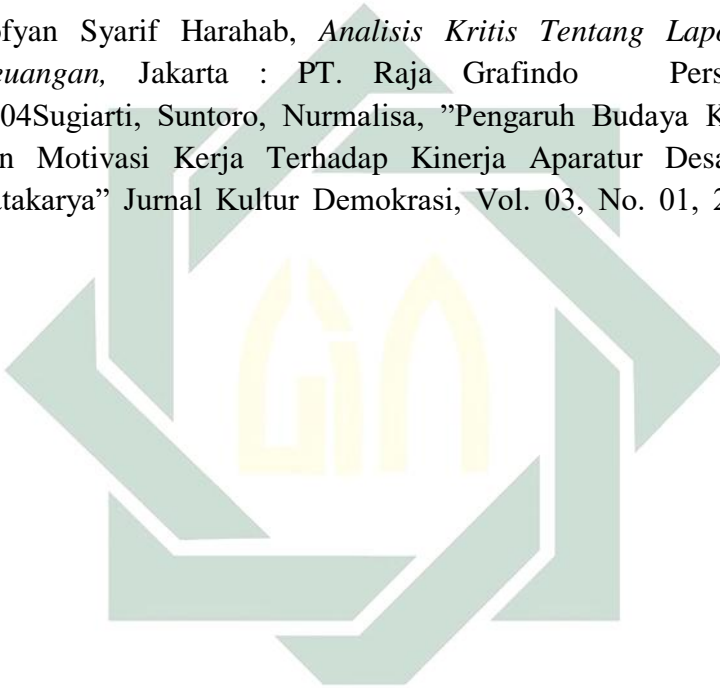 ofyan Syarif Harahab, Analisis Kritis Tentang Lapo
euangan, Jakarta : PT. Raja Grafindo Pers
04Sugiarti, Suntoro, Nurmalisa, ”Pengaruh Budaya K
n Motivasi Kerja Terhadap Kinerja Aparatur Desa
takarya” Jurnal Kultur Demokrasi, Vol. 03, No. 01, 2